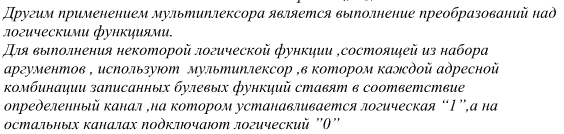 Другим применением мультиплексора является выполнение преобразований над
логическими функциями.
Для выполнения некоторой логической функции ,состоящей из набора
аргументов , используют мультиплексор ,в котором каждой адресной
комбинации записанных булевых функций ставят в соответствие
определенный канал ,на котором устанавливается логическая “1”,а на
остальных каналах подключают логический ”0”